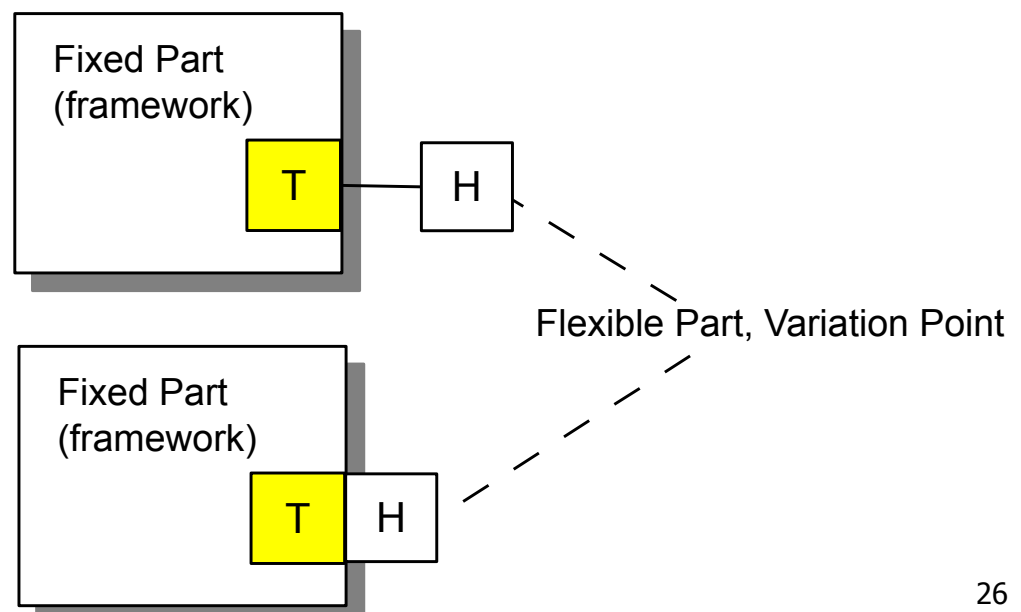 Fixed Part
(framework)
T
H
Flexible Part, Variation Point
Fixed Part
(framework)
T
H
26